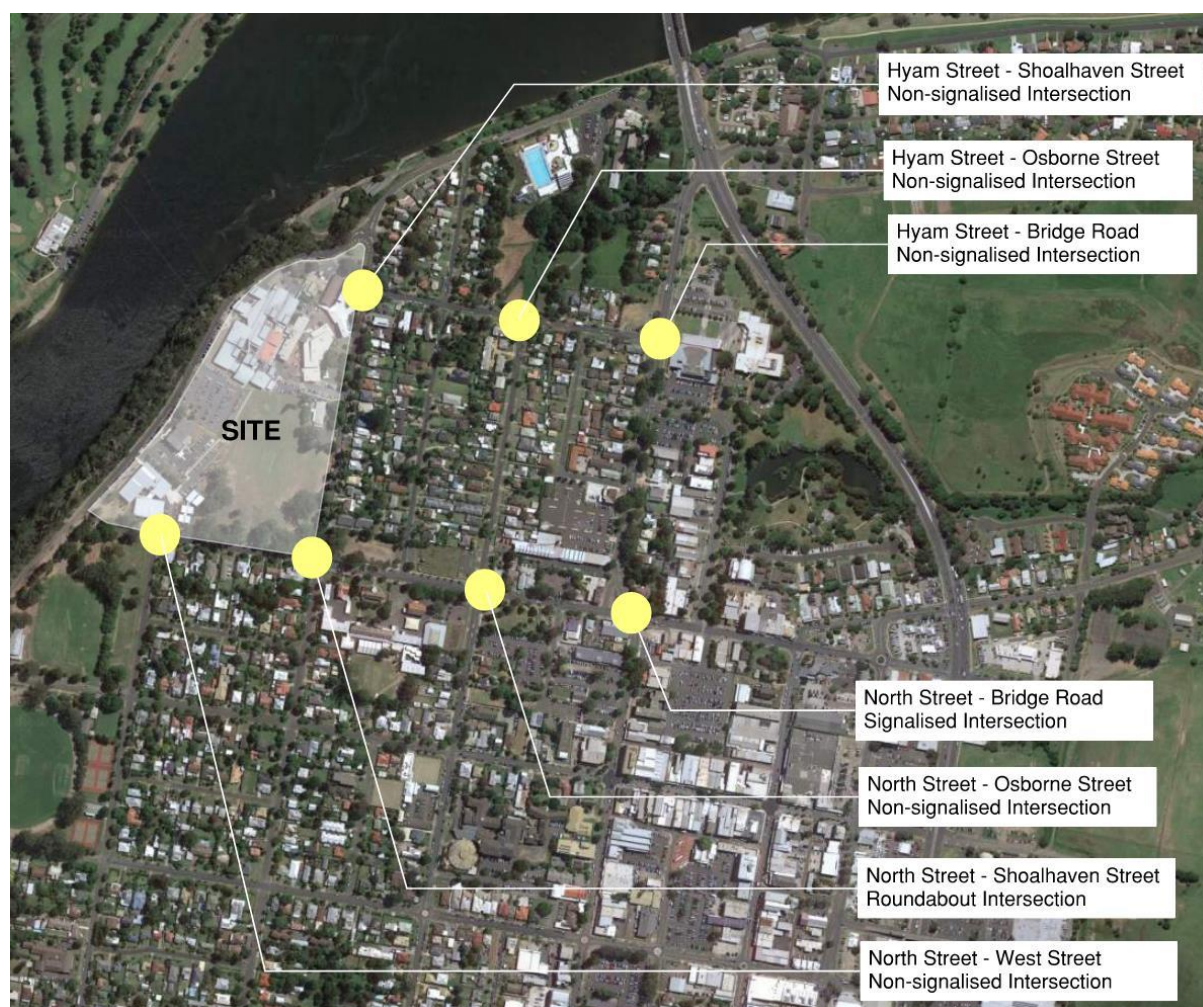 Hyam Street - Shoalhaven Street
Non-signalised Intersection
Hyam Street - Osborne Street
Non-signalised Intersection
Hyam Street - Bridge Road
Non-signalised Intersection
SITE
North Street - Bridge Road
Signalised Intersection
North Street - Osborne Street
Non-signalised Intersection
North Street - Shoalhaven Street
Roundabout Intersection
North Street - West Street
Non-signalised Intersection